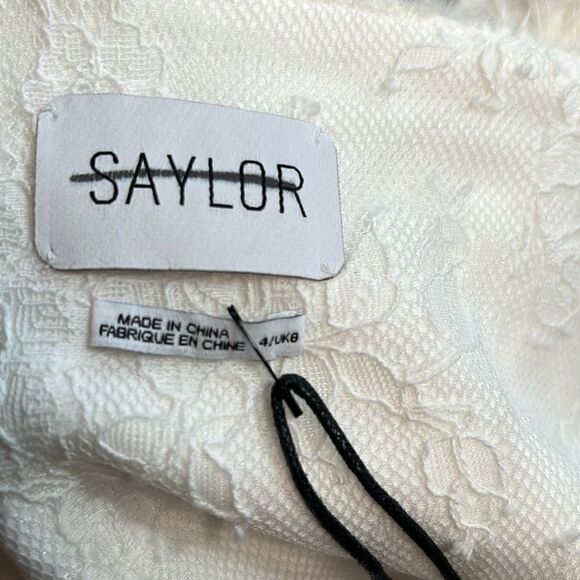 SAYLOR
MADE IN CHINA
FABRIQUE EN CHINE
4/UK8